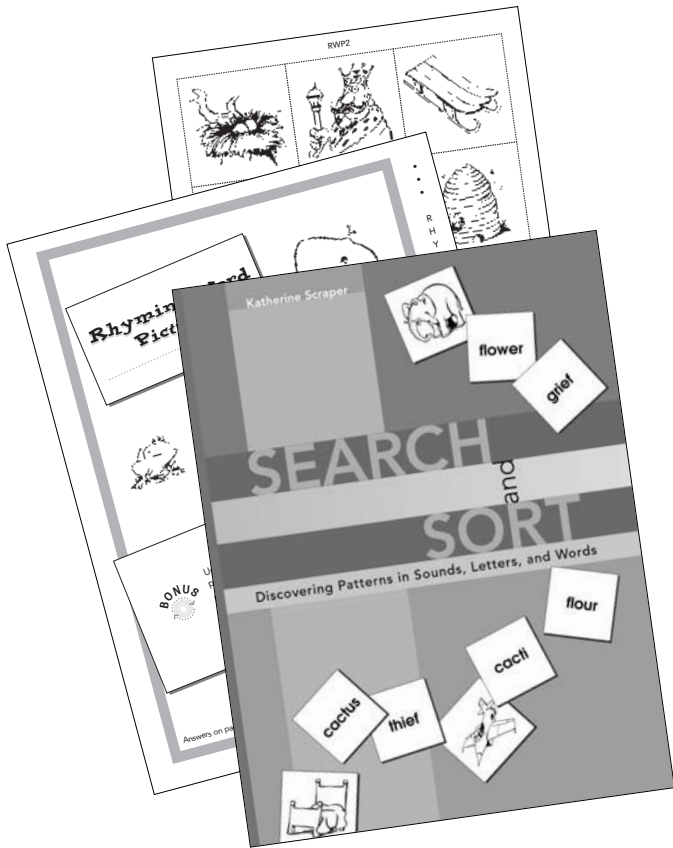 RWP2
R
H
Y
Rhyming
Katherine Scraper
flower
grief
SEARCH
and
SORT
Discovering Patterns in Sounds, Letters, and Words
flour
cacti
cactus
thief
BONUS
Answers on